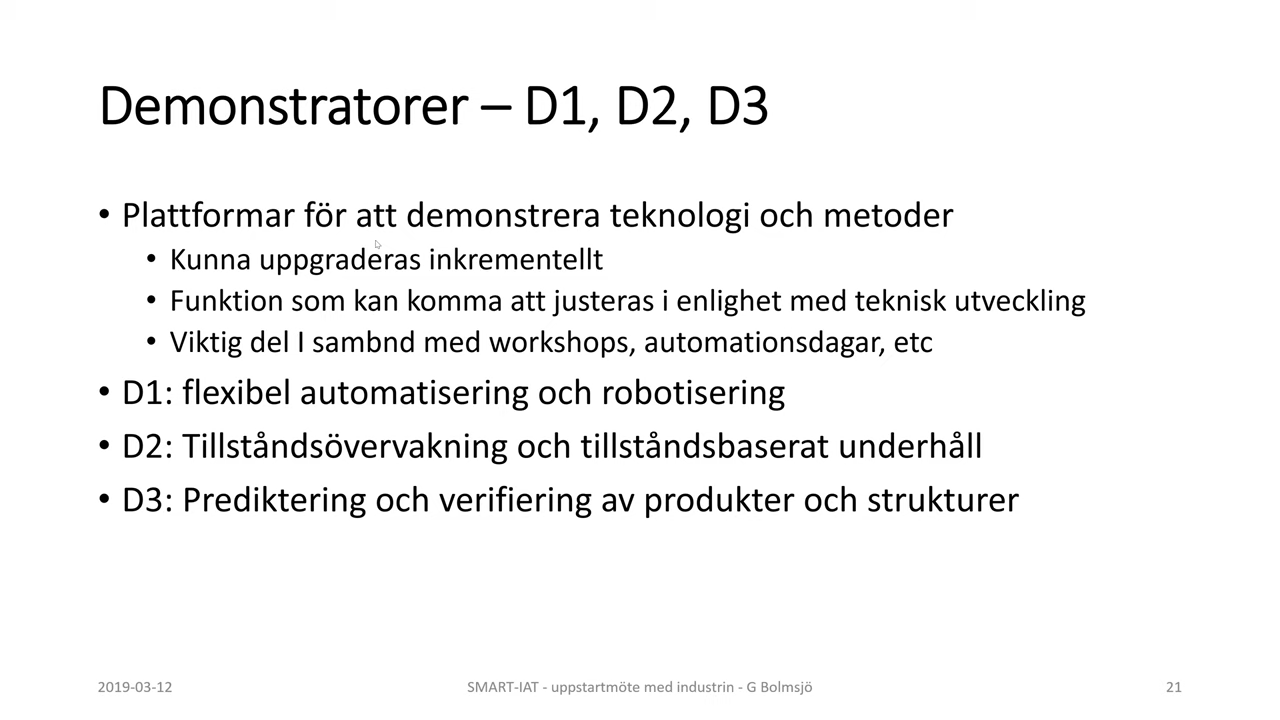 Demonstratorer – D1, D2, D3
• Plattformar för att demonstrera teknologi och metoder
• Kunna uppgraderas inkrementellt
• Funktion som kan komma att justeras i enlighet med teknisk utveckling
• Viktig del I sambnd med workshops, automationsdagar, etc
• D1: flexibel automatisering och robotisering
• D2: Tillståndsövervakning och tillståndsbaserat underhåll
• D3: Prediktering och verifiering av produkter och strukturer
2019-03-12
SMART-IAT - uppstartmöte med industrin - G Bolmsjö
21